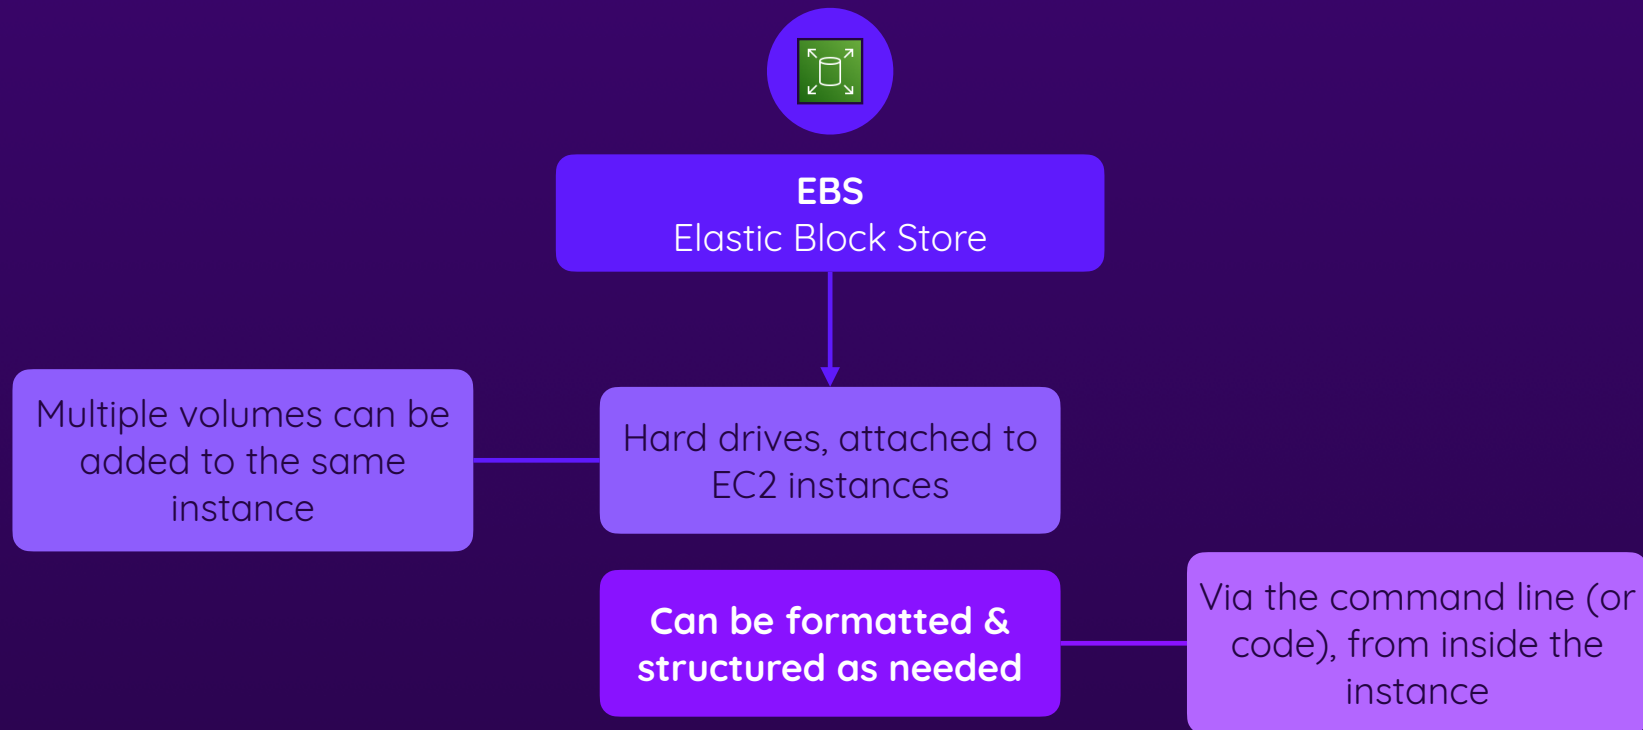 EBS
Elastic Block Store
Multiple volumes can be
added to the same
instance
Hard drives, attached to
EC2 instances
Can be formatted &
structured as needed
Via the command line (or
code), from inside the
instance